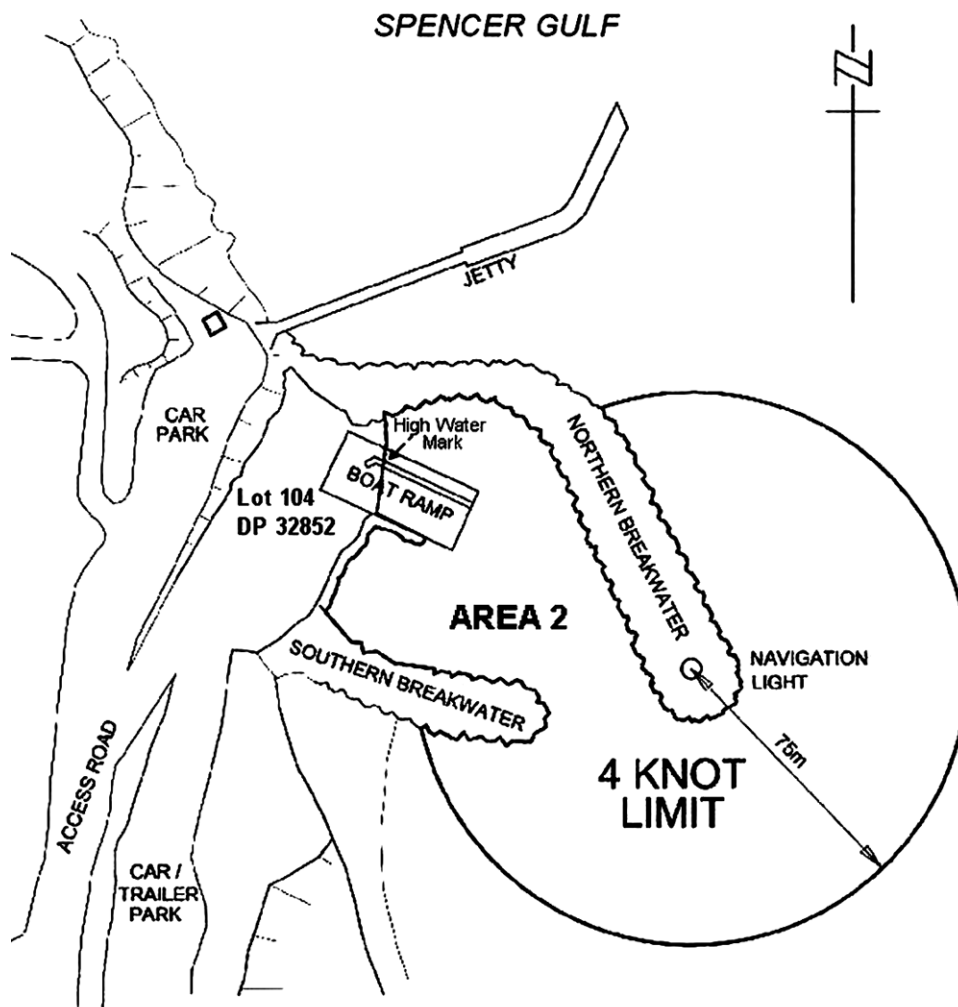 SPENCER GULF
N
JETTY
CAR
PARK
High Water
Mark
BOAT RAMP
Lot 104
DP 32852
NORTHERN BREAKWATER
AREA 2
SOUTHERN BREAKWATER
NAVIGATION
LIGHT
75m
4 KNOT
LIMIT
ACCESS ROAD
CAR /
TRAILER
PARK